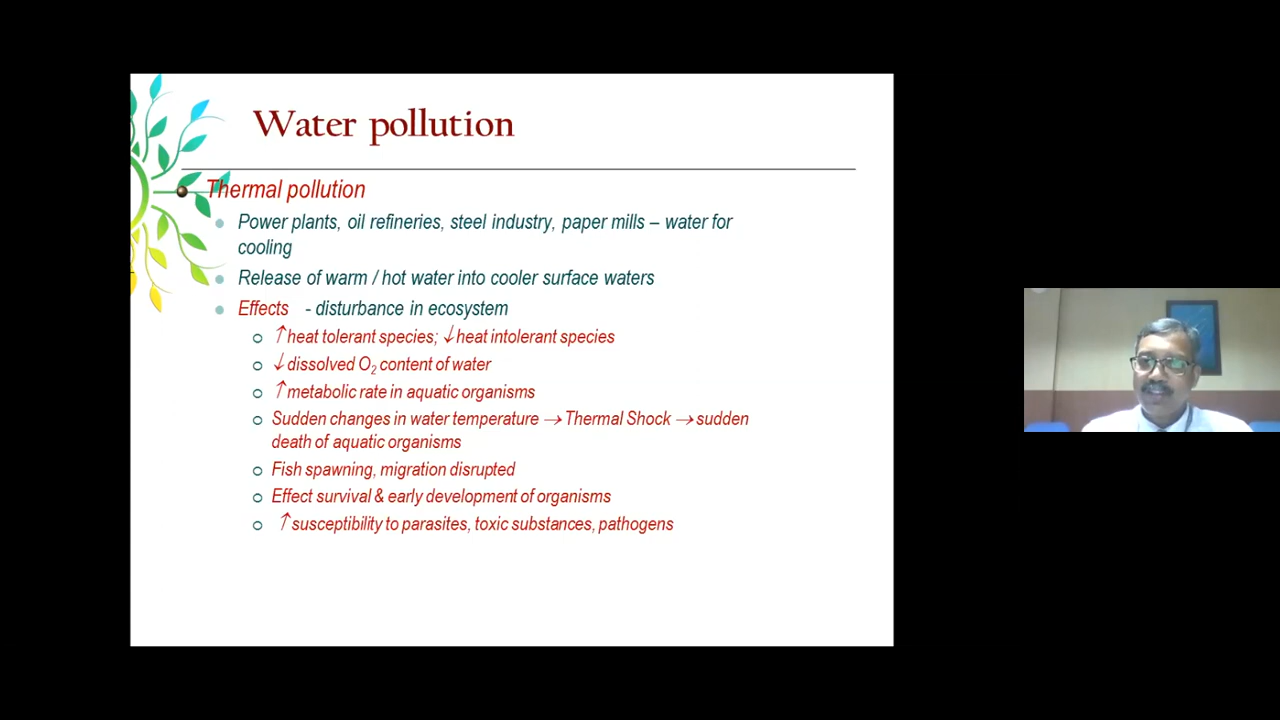 Water pollution
Thermal pollution
Power plants, oil refineries, steel industry, paper mills – water for
cooling
Release of warm / hot water into cooler surface waters
Effects - disturbance in ecosystem
↑ heat tolerant species; ↓ heat intolerant species
↓ dissolved O₂ content of water
↑ metabolic rate in aquatic organisms
Sudden changes in water temperature → Thermal Shock → sudden
death of aquatic organisms
Fish spawning, migration disrupted
Effect survival & early development of organisms
↑ susceptibility to parasites, toxic substances, pathogens